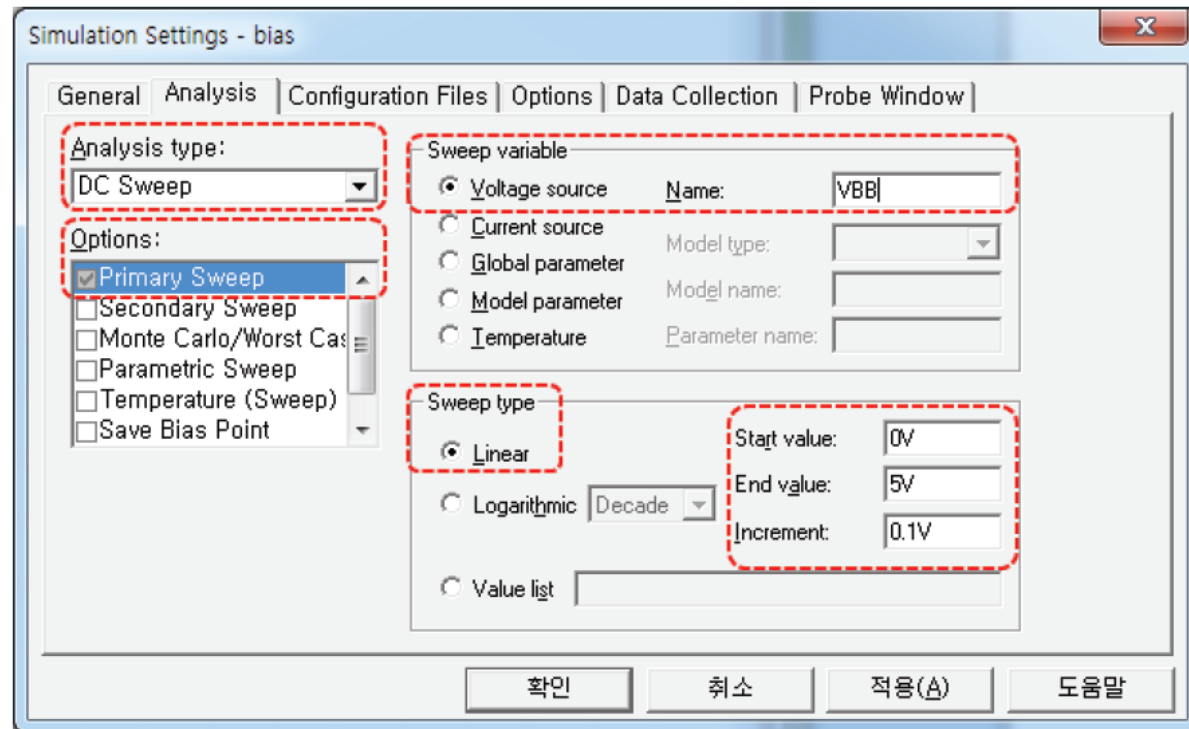 Simulation Settings - bias
General Analysis Configuration Files Options Data Collection Probe Window
Analysis type:
DC Sweep
Options:
Primary Sweep
Secondary Sweep
Monte Carlo/Worst Cas
Parametric Sweep
Temperature (Sweep)
Save Bias Point
Sweep variable
Voltage source Name: VBB
Current source
Model type:
Global parameter
Model name:
Model parameter
Temperature Parameter name:
Sweep type
Linear
Logarithmic Decade
Value list
Start value: 0V
End value: 5V
Increment: 0.1V
확인 취소 적용(A) 도움말